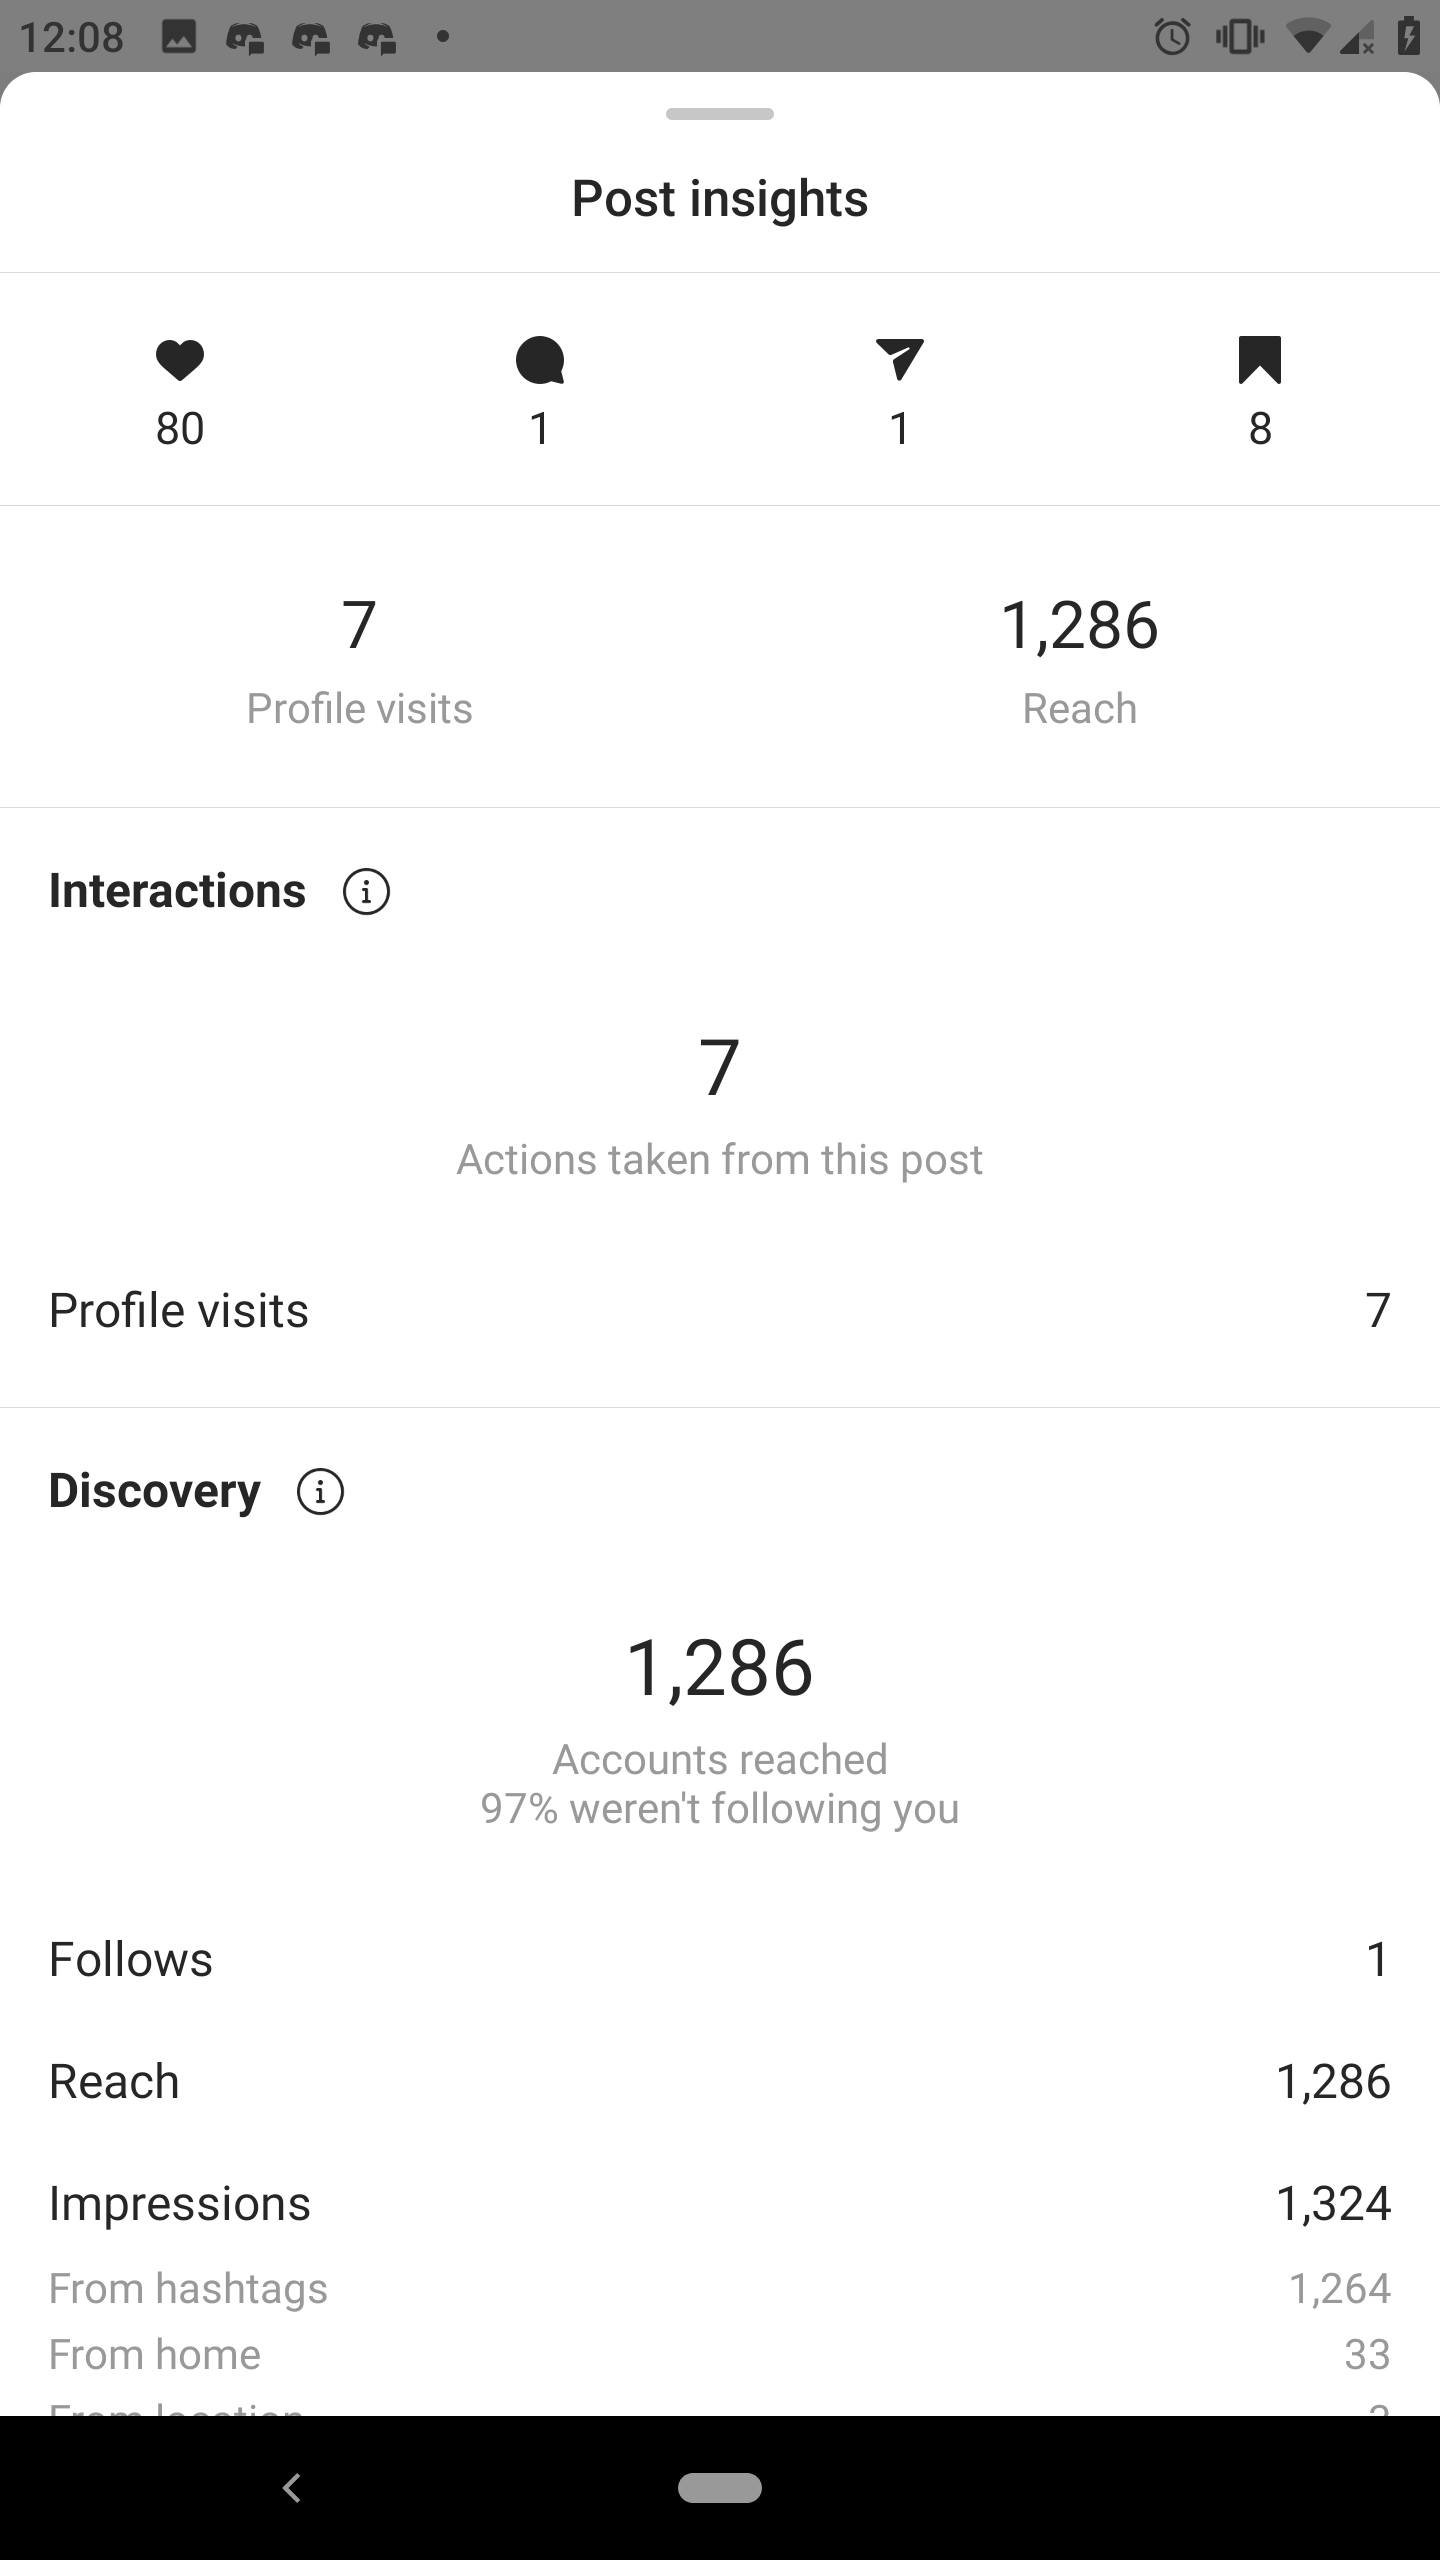 12:08
Post insights
80 1 1 8
7 1,286
Profile visits Reach
Interactions
7
Actions taken from this post
Profile visits 7
Discovery
1,286
Accounts reached
97% weren't following you
Follows 1
Reach 1,286
Impressions 1,324
From hashtags 1,264
From home 33
From location